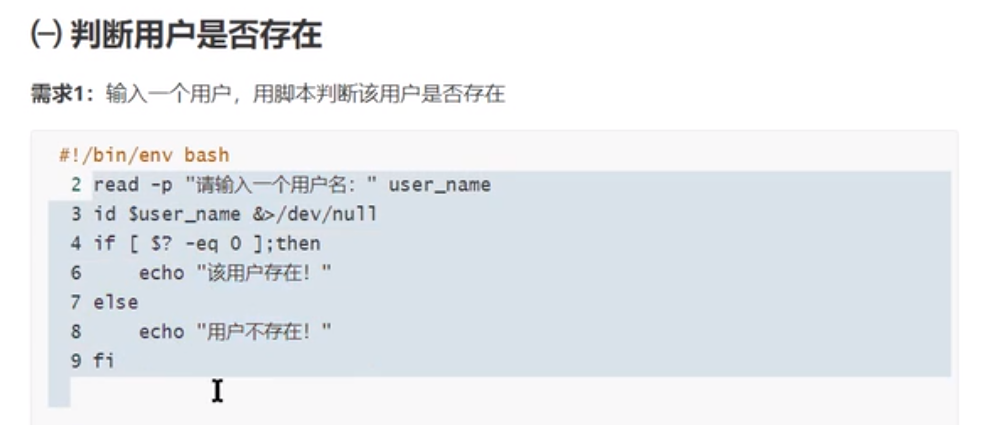 ㈠ 判断用户是否存在
需求1：输入一个用户，用脚本判断该用户是否存在
#!/bin/env bash
2 read -p "请输入一个用户名：" user_name
3 id $user_name &>/dev/null
4 if [ $? -eq 0 ];then
6     echo "该用户存在！"
7 else
8     echo "用户不存在！"
9 fi